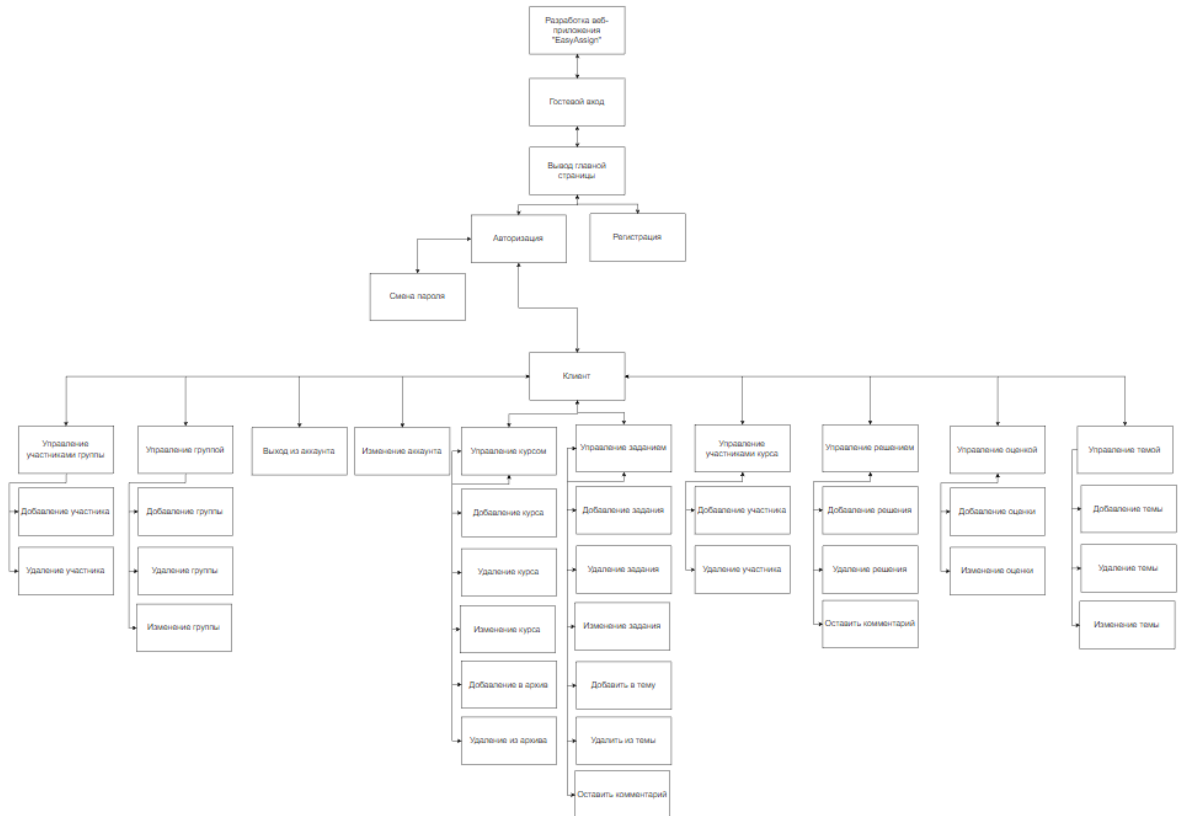 Разработка веб-
приложения
"EasyAssign"
Гостевой вход
Вывод главной
страницы
Авторизация
Регистрация
Смена пароля
Клиент
Управление
участниками группы
Управление группой
Выход из аккаунта
Изменение аккаунта
Управление курсом
Управление заданием
Управление
участниками курса
Управление решением
Управление оценкой
Управление темой
Добавление участника
Добавление группы
Добавление курса
Добавление задания
Добавление участника
Добавление решения
Добавление оценки
Добавление темы
Удаление участника
Удаление группы
Удаление курса
Удаление задания
Удаление участника
Удаление решения
Изменение оценки
Удаление темы
Изменение группы
Изменение курса
Изменение задания
Оставить комментарий
Изменение темы
Добавление в архив
Добавить в тему
Удаление из архива
Удалить из темы
Оставить комментарий